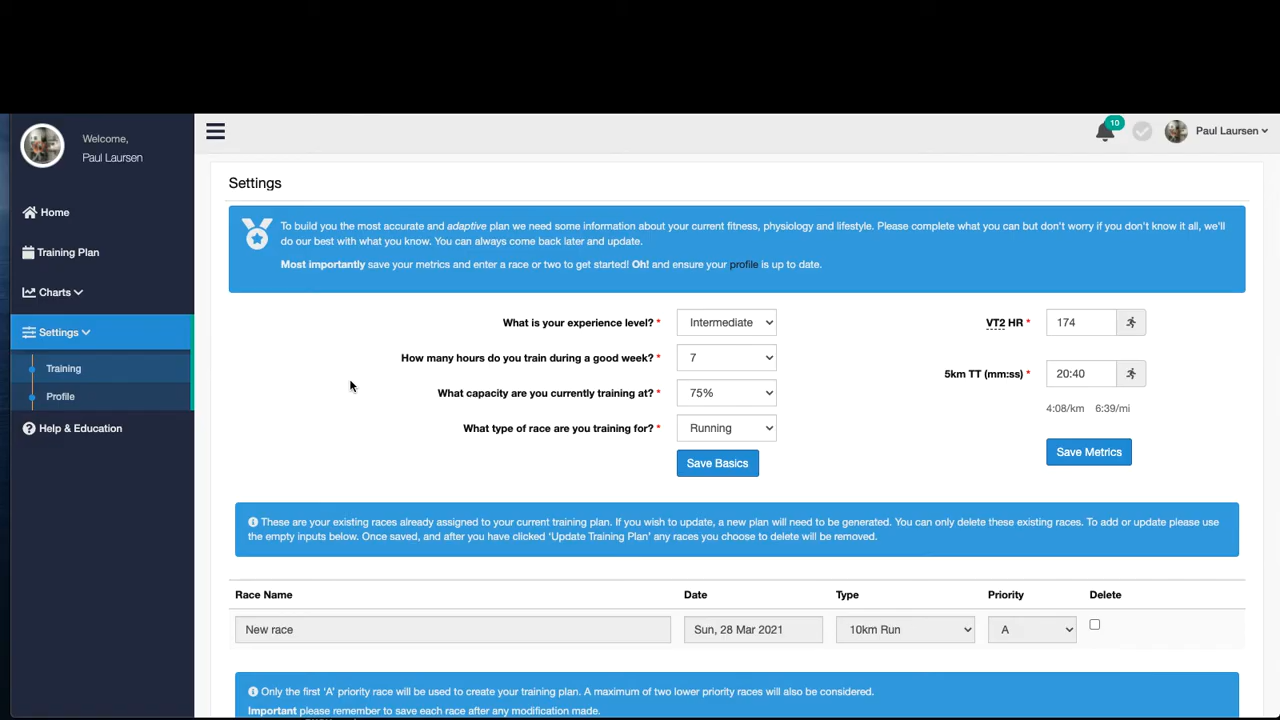 Welcome,
Paul Laursen
10
Paul Laursen
Home
Training Plan
Charts
Settings
Training
Profile
Help & Education
Settings
To build you the most accurate and adaptive plan we need some information about your current fitness, physiology and lifestyle. Please complete what you can but don't worry if you don't know it all, we'll
do our best with what you know. You can always come back later and update.
Most importantly save your metrics and enter a race or two to get started! Oh! and ensure your profile is up to date.
What is your experience level? * Intermediate
How many hours do you train during a good week? * 7
What capacity are you currently training at? * 75%
What type of race are you training for? * Running
Save Basics
VT2 HR * 174
5km TT (mm:ss) * 20:40
4:08/km 6:39/mi
Save Metrics
These are your existing races already assigned to your current training plan. If you wish to update, a new plan will need to be generated. You can only delete these existing races. To add or update please use
the empty inputs below. Once saved, and after you have clicked 'Update Training Plan' any races you choose to delete will be removed.
Race Name Date Type Priority Delete
New race Sun, 28 Mar 2021 10km Run A
Only the first 'A' priority race will be used to create your training plan. A maximum of two lower priority races will also be considered.
Important please remember to save each race after any modification made.